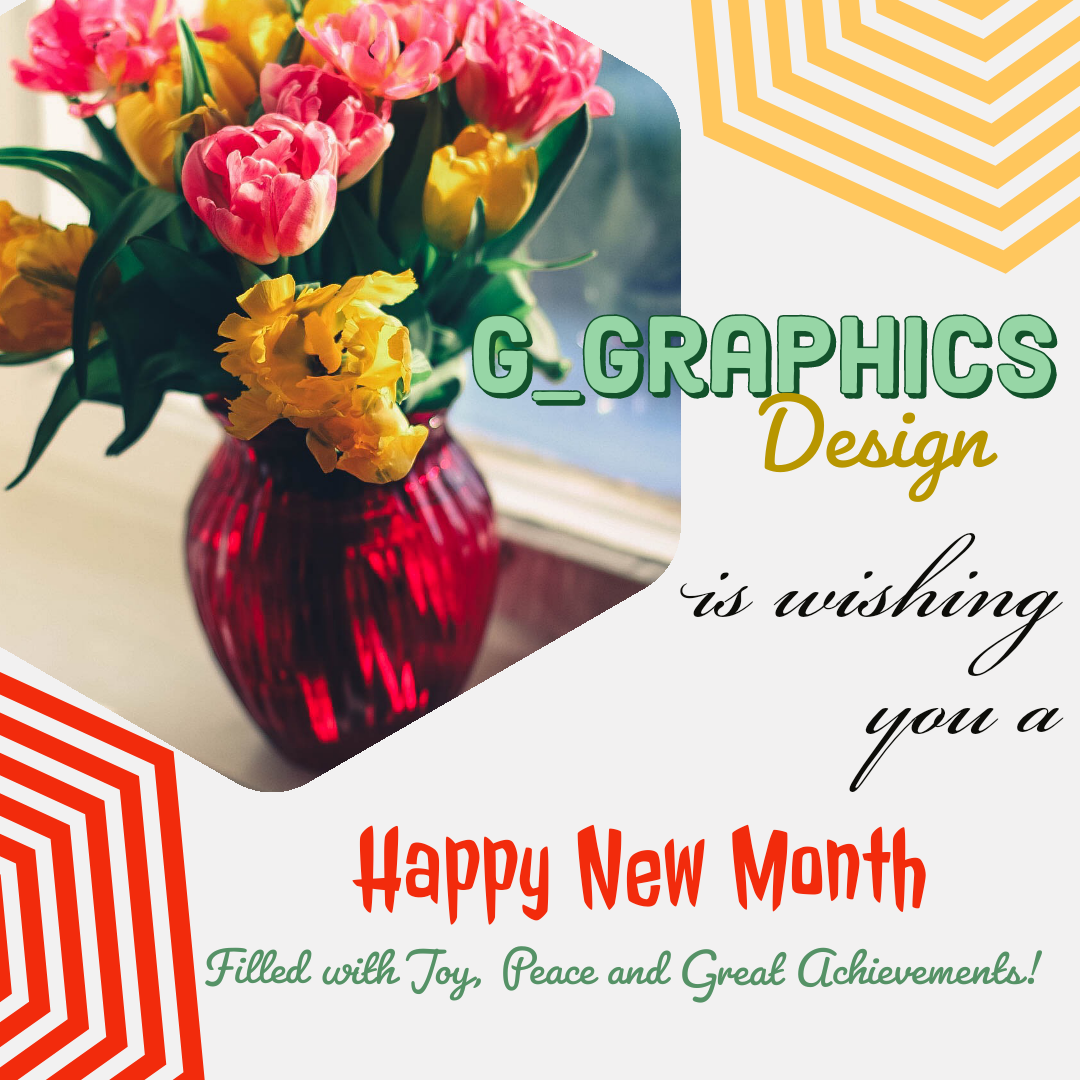 G_GRAPHICS
Design
is wishing
you a
Happy New Month
Filled with Joy, Peace and Great Achievements!